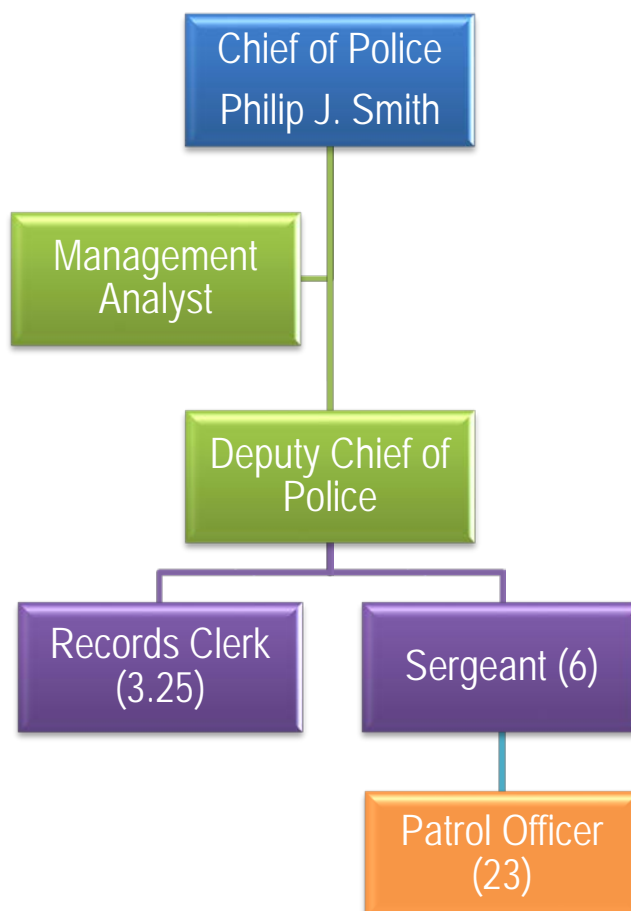 Chief of Police
Philip J. Smith
Management
Analyst
Deputy Chief of
Police
Records Clerk
(3.25)
Sergeant (6)
Patrol Officer
(23)